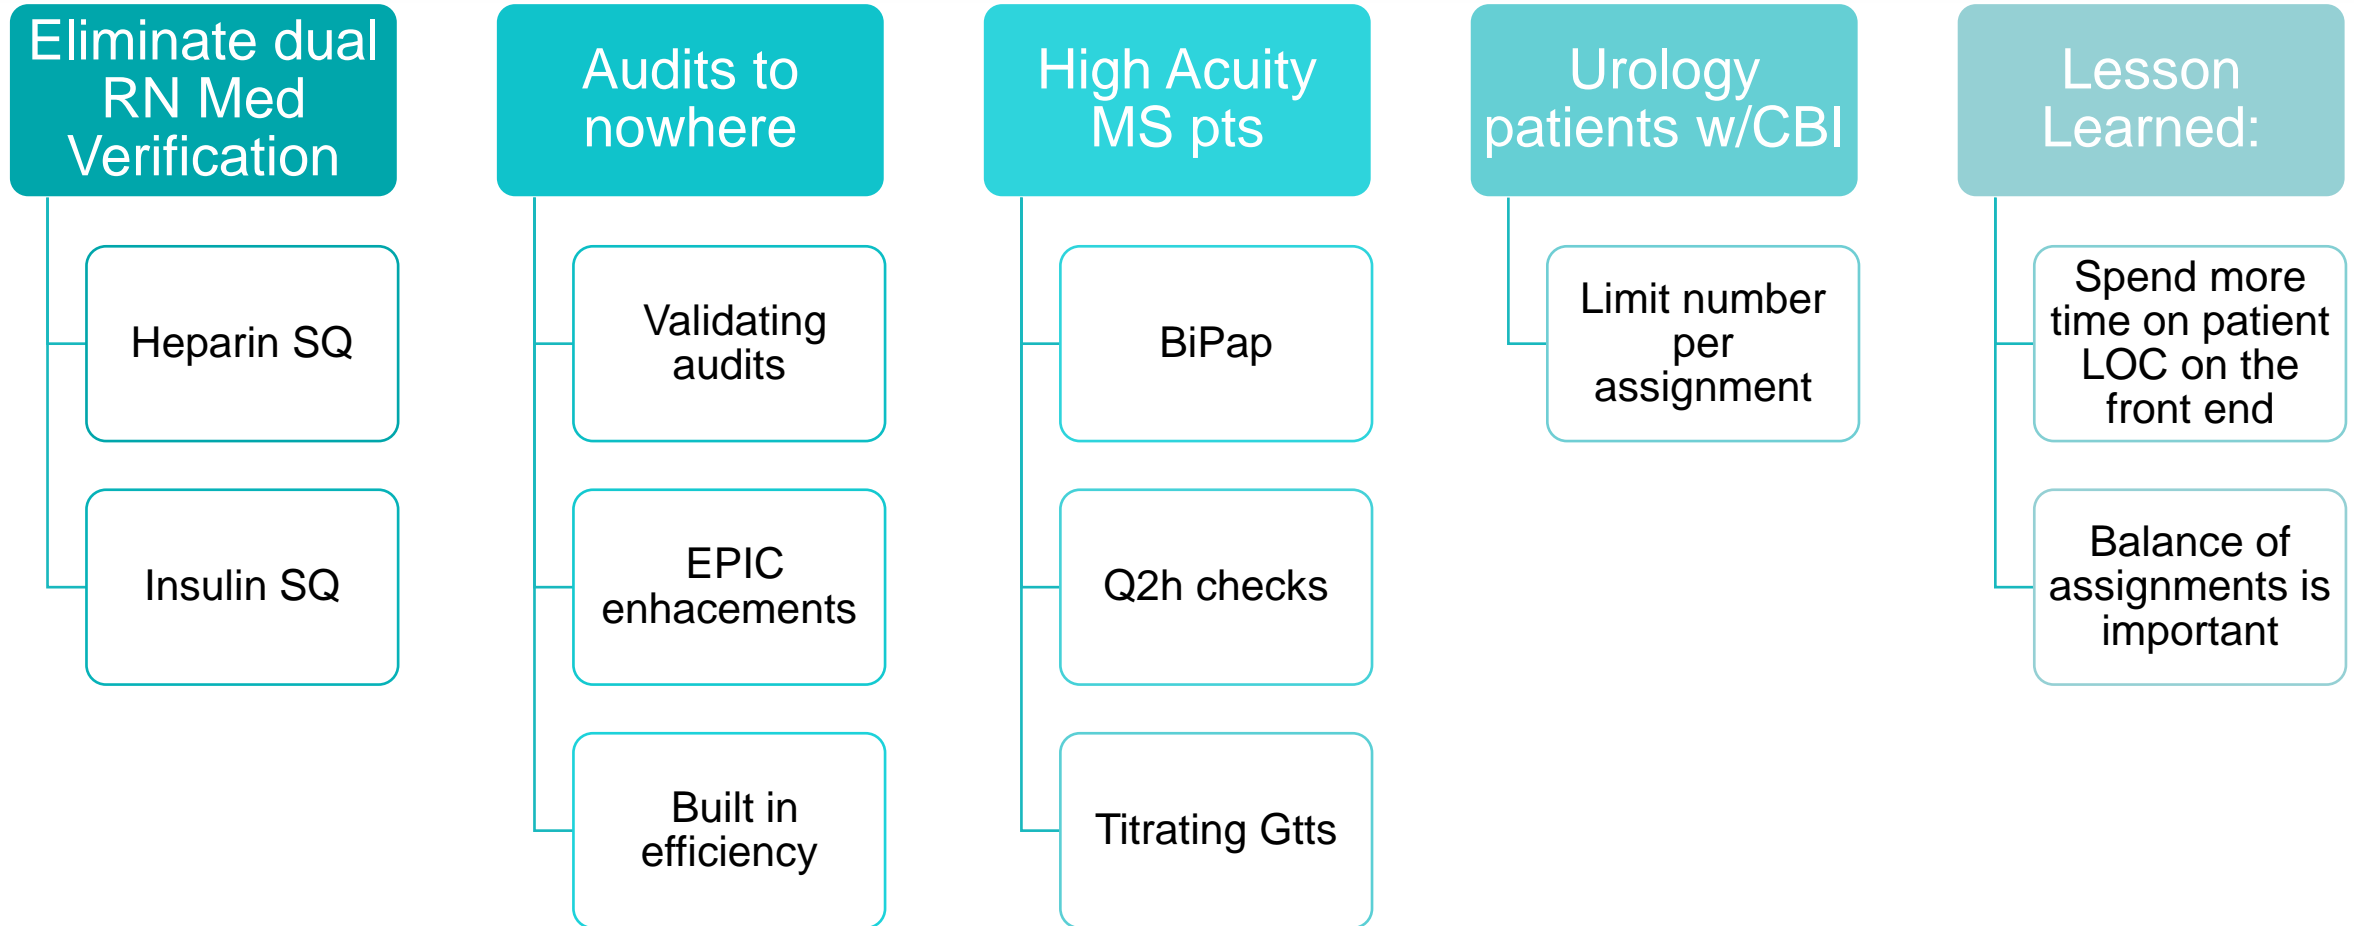 Eliminate dual
RN Med
Verification
Heparin SQ
Insulin SQ
Audits to
nowhere
Validating
audits
EPIC
enhacements
Built in
efficiency
High Acuity
MS pts
BiPap
Q2h checks
Titrating Gtts
Urology
patients w/CBI
Limit number
per
assignment
Lesson
Learned:
Spend more
time on patient
LOC on the
front end
Balance of
assignments is
important